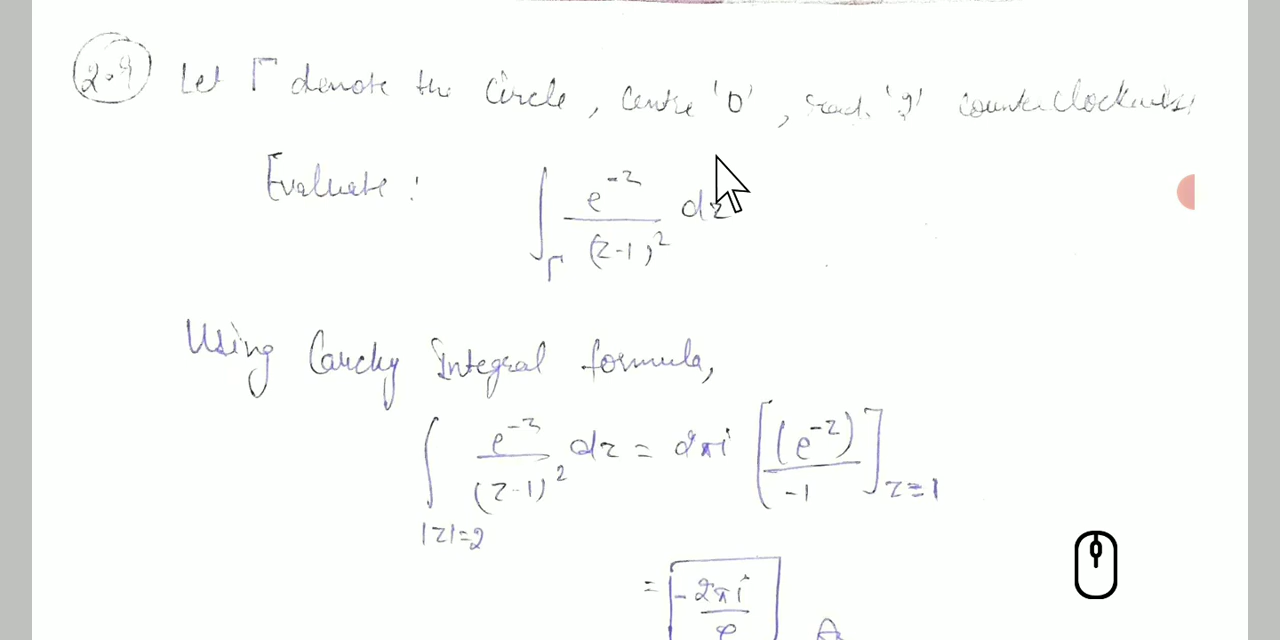 2.9 Let Γ denote the Circle, Centre '0', rad. '2' counterclockwise
Evaluate : ∫_Γ e^{-z}/(z-1)^2 dz
Using Cauchy Integral formula,
∫_{|z|=2} e^{-z}/(z-1)^2 dz = 2πi [(e^{-z})/-1]_{z=1}
= -2πi/e